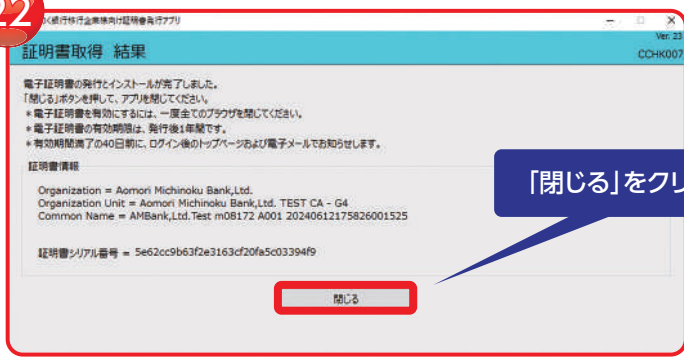 22
く銀行移行企業様向け証明書発行アプリ
Ver. 23
証明書取得 結果
CCHK007
電子証明書の発行とインストールが完了しました。
「閉じる」ボタンを押して、アプリを閉じてください。
*電子証明書を有効にするには、一度全てのブラウザを閉じてください。
*電子証明書の有効期限は、発行後1年間です。
*有効期間満了の40日前に、ログイン後のトップページおよび電子メールでお知らせします。
証明書情報
Organization = Aomori Michinoku Bank,Ltd.
Organization Unit = Aomori Michinoku Bank,Ltd. TEST CA - G4
Common Name = AMBank,Ltd.Test m08172 A001 20240612175826001525
「閉じる」をクリ
証明書シリアル番号 = 5e62cc9b63f2e3163cf20fa5c03394f9
閉じる